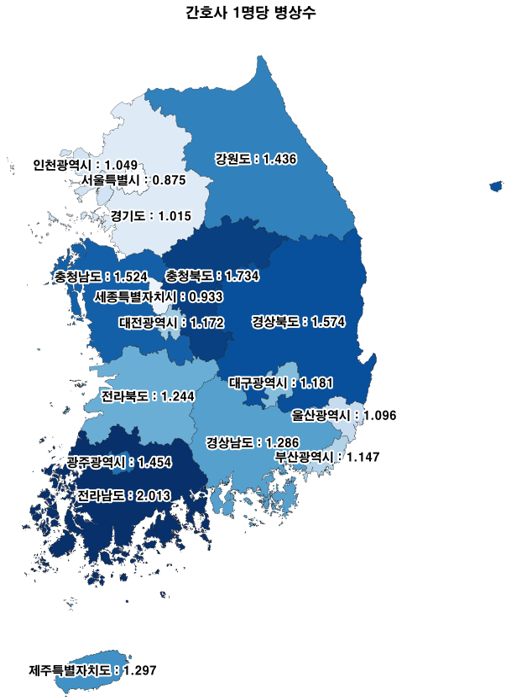 간호사 1명당 병상수
강원도 : 1.436
인천광역시 : 1.049
서울특별시 : 0.875
경기도 : 1.015
충청남도 : 1.524
충청북도 : 1.734
세종특별자치시 : 0.933
대전광역시 : 1.172
경상북도 : 1.574
대구광역시 : 1.181
전라북도 : 1.244
울산광역시 : 1.096
경상남도 : 1.286
부산광역시 : 1.147
광주광역시 : 1.454
전라남도 : 2.013
제주특별자치도 : 1.297